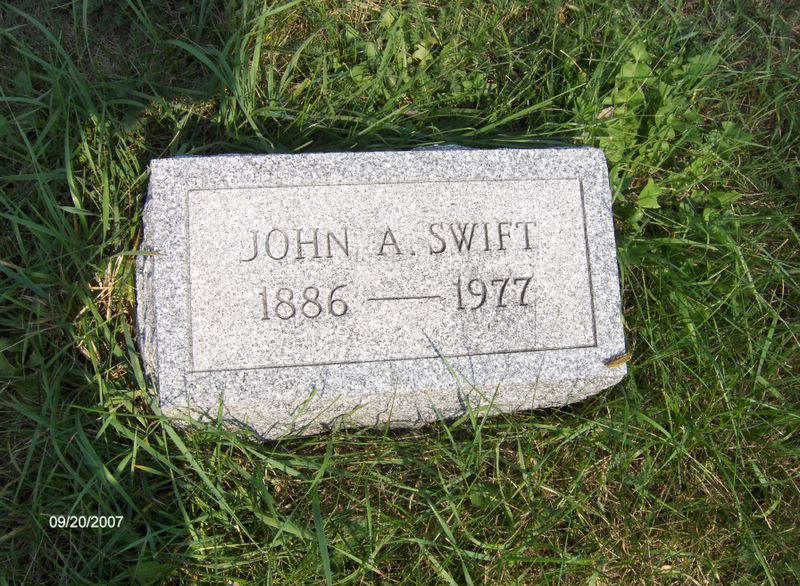 JOHN A. SWIFT
1886 — 1977
09/20/2007